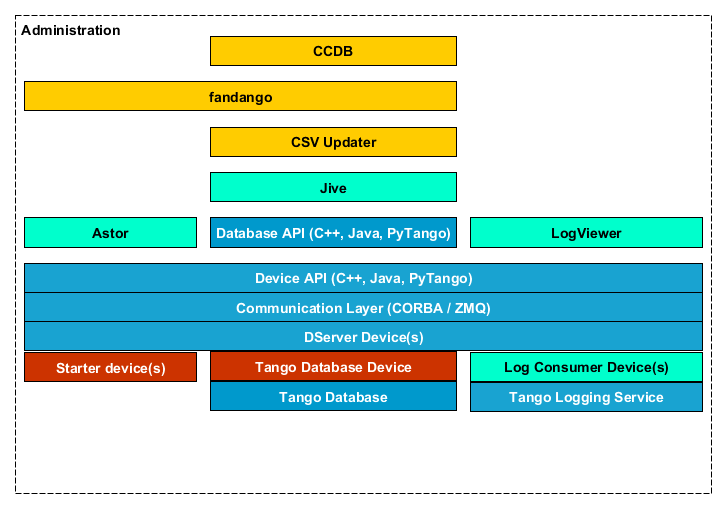 Administration
CCDB
fandango
CSV Updater
Jive
Astor
Database API (C++, Java, PyTango)
LogViewer
Device API (C++, Java, PyTango)
Communication Layer (CORBA / ZMQ)
DServer Device(s)
Starter device(s)
Tango Database Device
Log Consumer Device(s)
Tango Database
Tango Logging Service